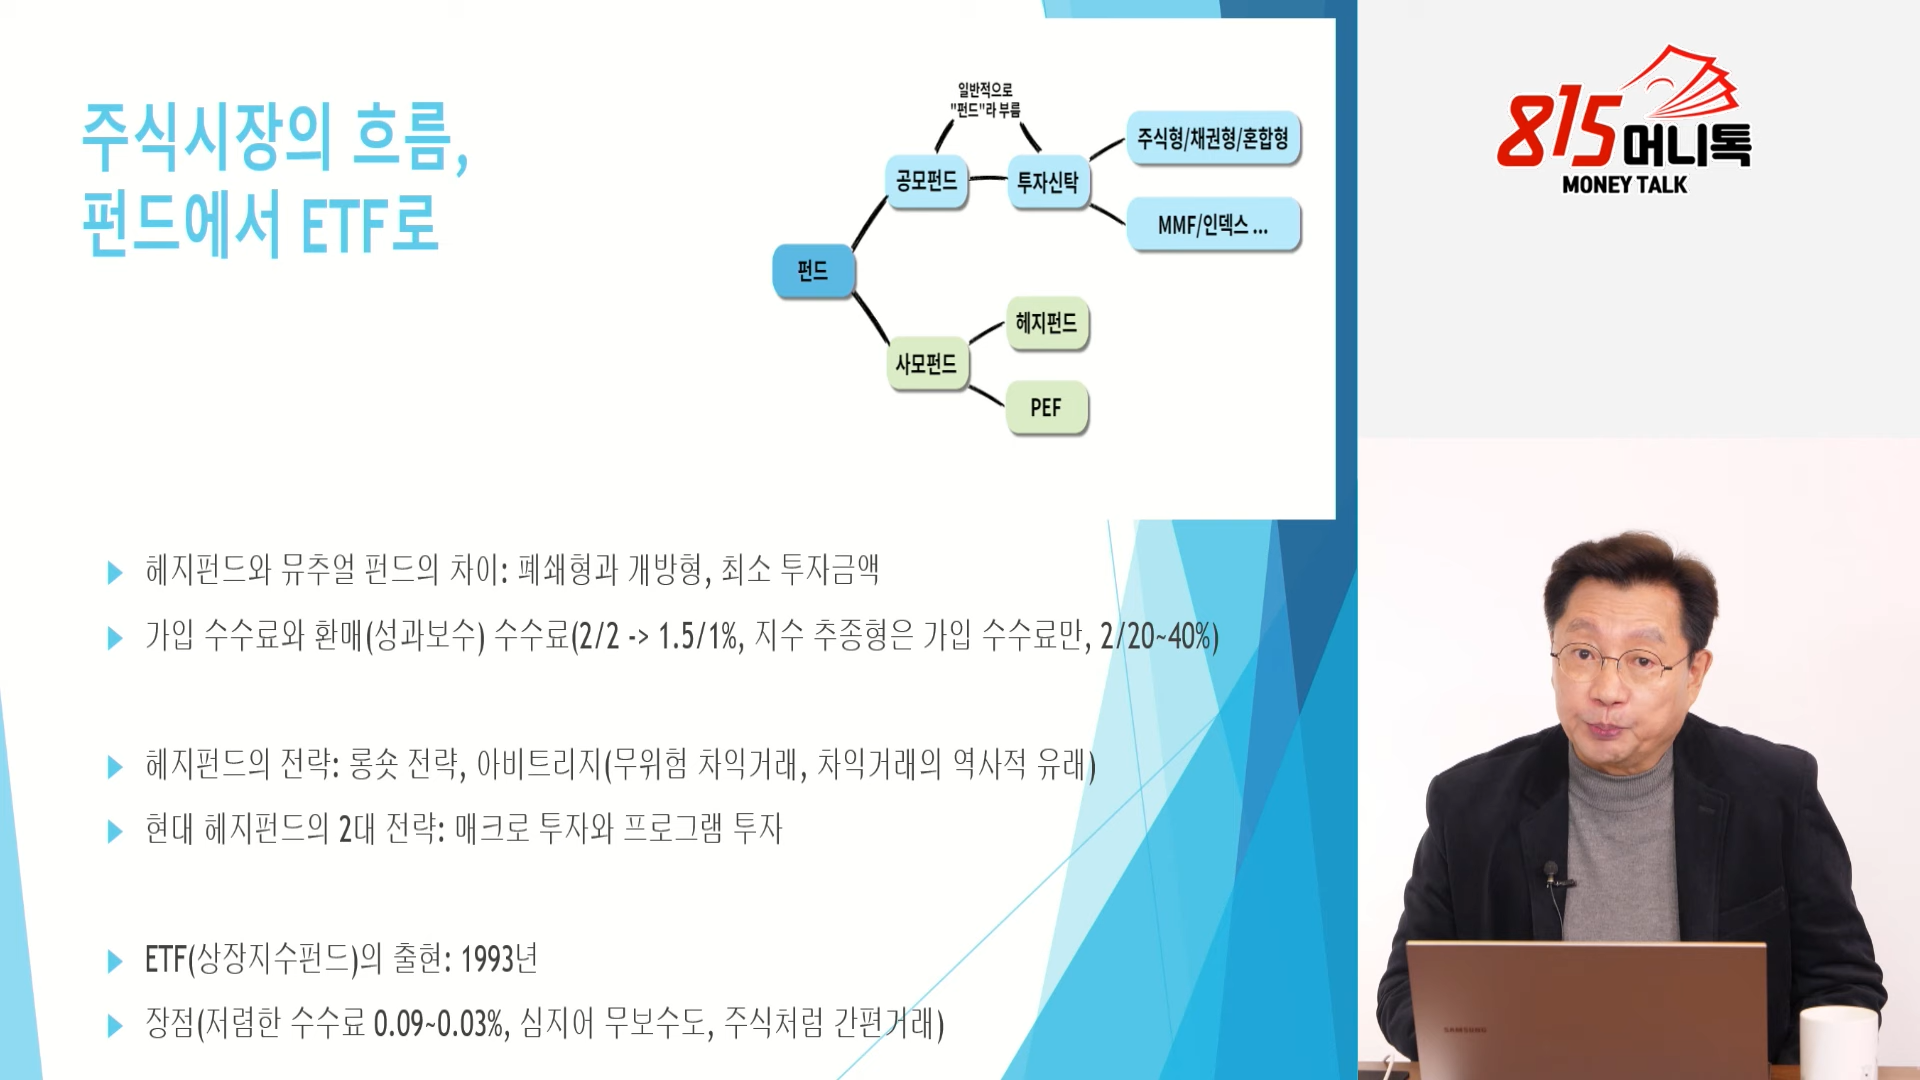 주식시장의 흐름,
펀드에서 ETF로
일반적으로
"펀드"라 부름
공모펀드
투자신탁
주식형/채권형/혼합형
MMF/인덱스 ...
펀드
사모펀드
헤지펀드
PEF
헤지펀드와 뮤추얼 펀드의 차이: 폐쇄형과 개방형, 최소 투자금액
가입 수수료와 환매(성과보수) 수수료(2/2 -> 1.5/1%, 지수 추종형은 가입 수수료만, 2/20~40%)
헤지펀드의 전략: 롱숏 전략, 아비트리지(무위험 차익거래, 차익거래의 역사적 유래)
현대 헤지펀드의 2대 전략: 매크로 투자와 프로그램 투자
ETF(상장지수펀드)의 출현: 1993년
장점(저렴한 수수료 0.09~0.03%, 심지어 무보수도, 주식처럼 간편거래)
815머니톡
MONEY TALK
SAMSUNG